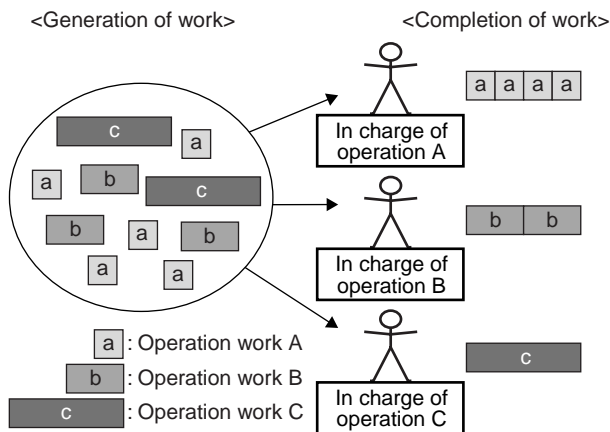 <Generation of work>
<Completion of work>
c
a
a
b
c
b
a
b
a
a
In charge of
operation A
a a a a
In charge of
operation B
b b
In charge of
operation C
c
a : Operation work A
b : Operation work B
c : Operation work C